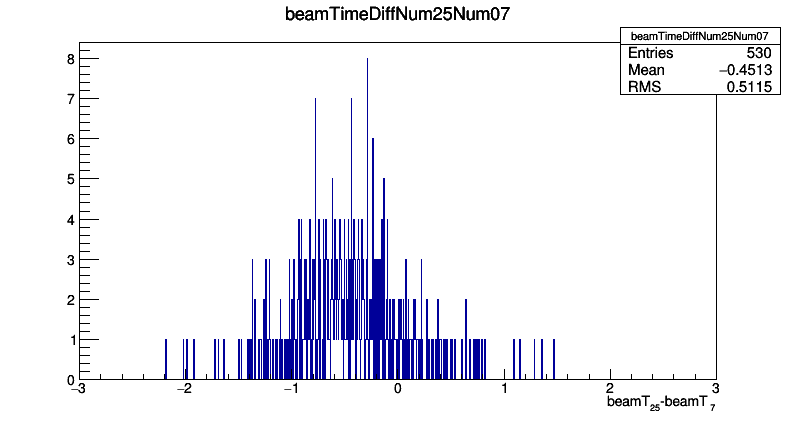 beamTimeDiffNum25Num07
beamTimeDiffNum25Num07
Entries 530
Mean −0.4513
RMS 0.5115
8
7
6
5
4
3
2
1
0
−3 −2 −1 0 1 2 3
beamT25-beamT7